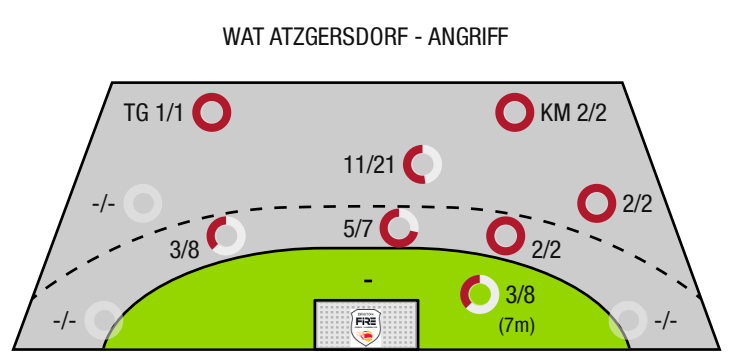 WAT ATZGERSDORF - ANGRIFF
TG 1/1
KM 2/2
11/21
-/-
2/2
3/8
5/7
2/2
-
3/8
(7m)
-/-
FIRE
-/-